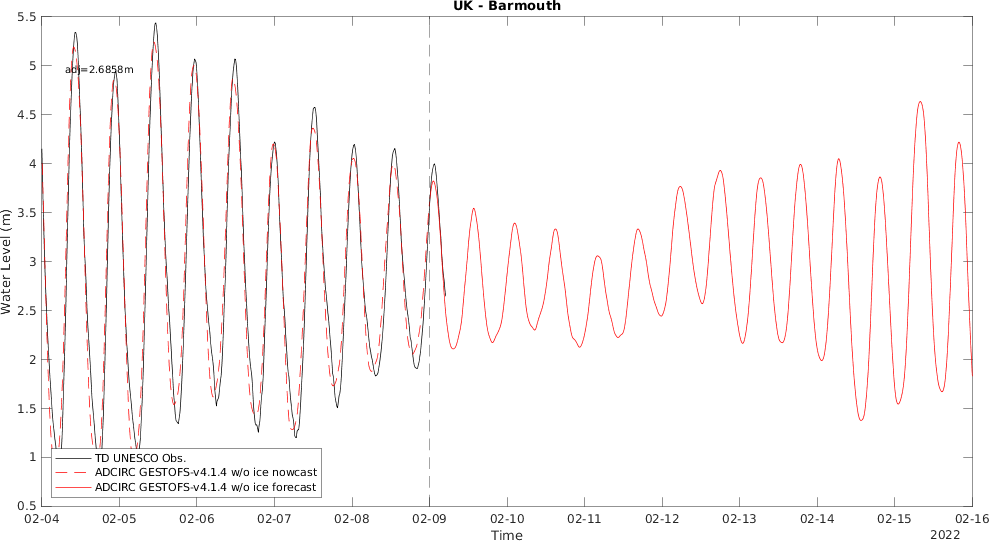 UK - Barmouth
5.5
5
4.5
4
3.5
3
2.5
2
1.5
1
0.5
Water Level (m)
adj=2.6858m
TD UNESCO Obs.
ADCIRC GESTOFS-v4.1.4 w/o ice nowcast
ADCIRC GESTOFS-v4.1.4 w/o ice forecast
02-04 02-05 02-06 02-07 02-08 02-09 02-10 02-11 02-12 02-13 02-14 02-15 02-16
Time
2022